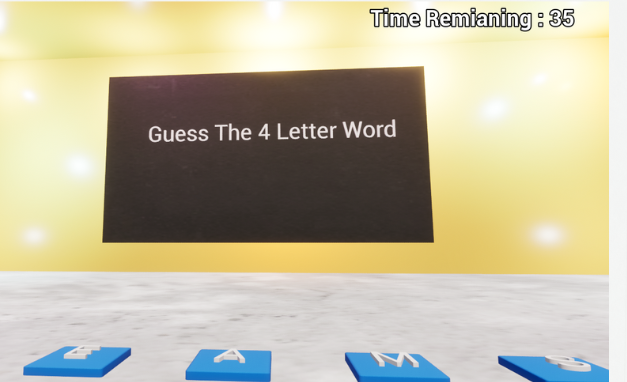 Time Remianing : 35
Guess The 4 Letter Word
E A M S